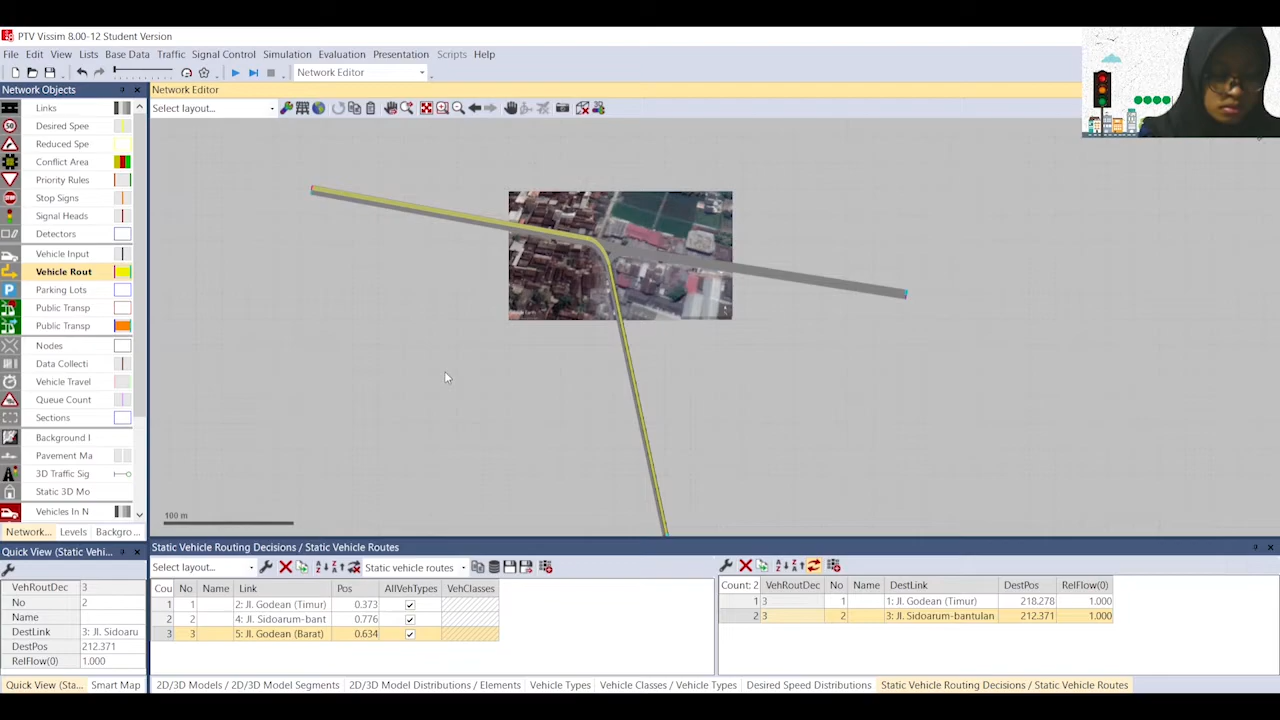 PTV Vissim 8.00-12 Student Version
File Edit View Lists Base Data Traffic Signal Control Simulation Evaluation Presentation Scripts Help
Network Editor
Network Objects
Network Editor
Select layout...
Links
Desired Spee
Reduced Spe
Conflict Area
Priority Rules
Stop Signs
Signal Heads
Detectors
Vehicle Input
Vehicle Rout
Parking Lots
Public Transp
Public Transp
Nodes
Data Collecti
Vehicle Travel
Queue Count
Sections
Background I
Pavement Ma
3D Traffic Sig
Static 3D Mo
Vehicles In N
100 m
Network... Levels Backgro...
Quick View (Static Vehi...
VehRoutDec 3
No 2
Name
DestLink 3: Jl. Sidoaru
DestPos 212.371
RelFlow(0) 1.000
Quick View (Sta... Smart Map
Static Vehicle Routing Decisions / Static Vehicle Routes
Select layout... Static vehicle routes
Cou No Name Link Pos AllVehTypes VehClasses
1 1 2: Jl. Godean (Timur) 0.373
2 2 4: Jl. Sidoarum-bant 0.776
3 3 5: Jl. Godean (Barat) 0.634
Count: 2 VehRoutDec No Name DestLink DestPos RelFlow(0)
1 3 1 1: Jl. Godean (Timur) 218.278 1.000
2 3 2 3: Jl. Sidoarum-bantulan 212.371 1.000
2D/3D Models / 2D/3D Model Segments 2D/3D Model Distributions / Elements Vehicle Types Vehicle Classes / Vehicle Types Desired Speed Distributions Static Vehicle Routing Decisions / Static Vehicle Routes